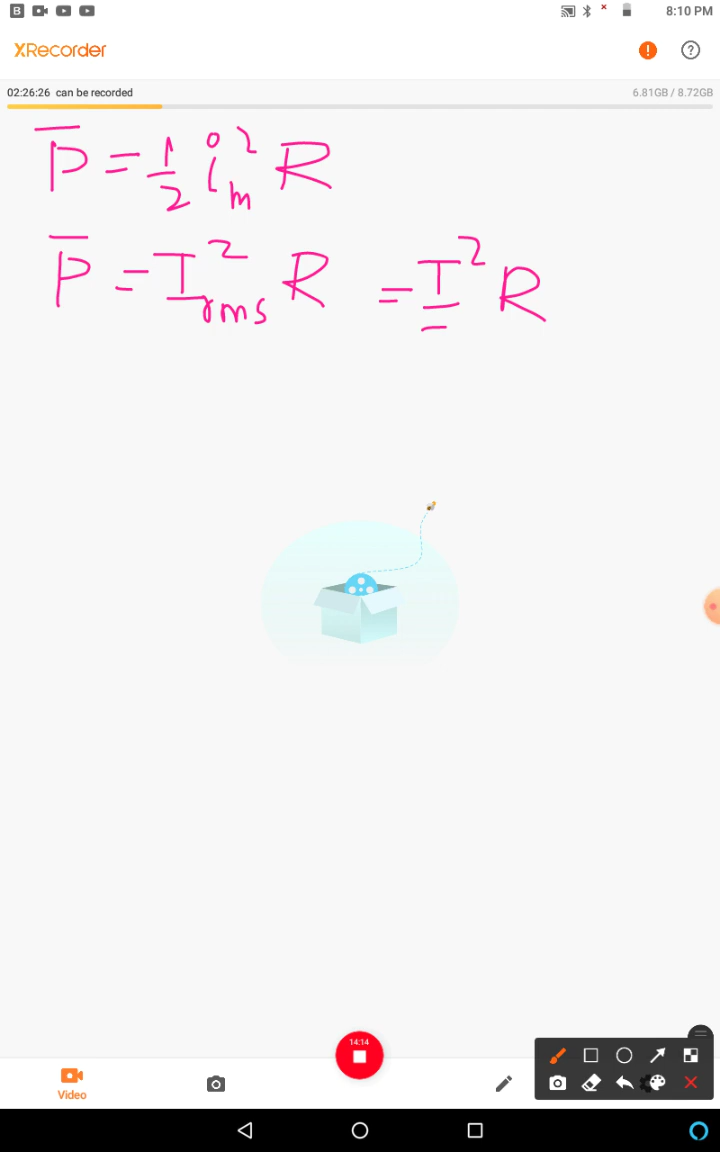 B 8:10 PM
XRecorder ! ?
02:26:26 can be recorded 6.81GB / 8.72GB
P̅ = 1/2 i_m² R
P̅ = I_rms² R = I² R
14:14
Video